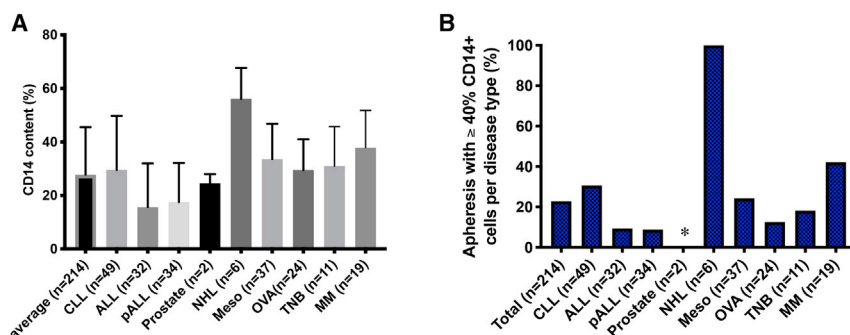 A
CD14 content (%)
80
60
40
20
0
average (n=214)
CLL (n=49)
ALL (n=32)
pALL (n=34)
Prostate (n=2)
NHL (n=6)
Meso (n=37)
OVA(n=24)
TNB (n=11)
MM (n=19)
B
Apheresis with ≥ 40% CD14+
cells per disease type (%)
100
80
60
40
20
0
*
Total (n=214)
CLL (n=49)
ALL (n=32)
pALL (n=34)
Prostate (n=2)
NHL (n=6)
Meso (n=37)
OVA (n=24)
TNB (n=11)
MM (n=19)